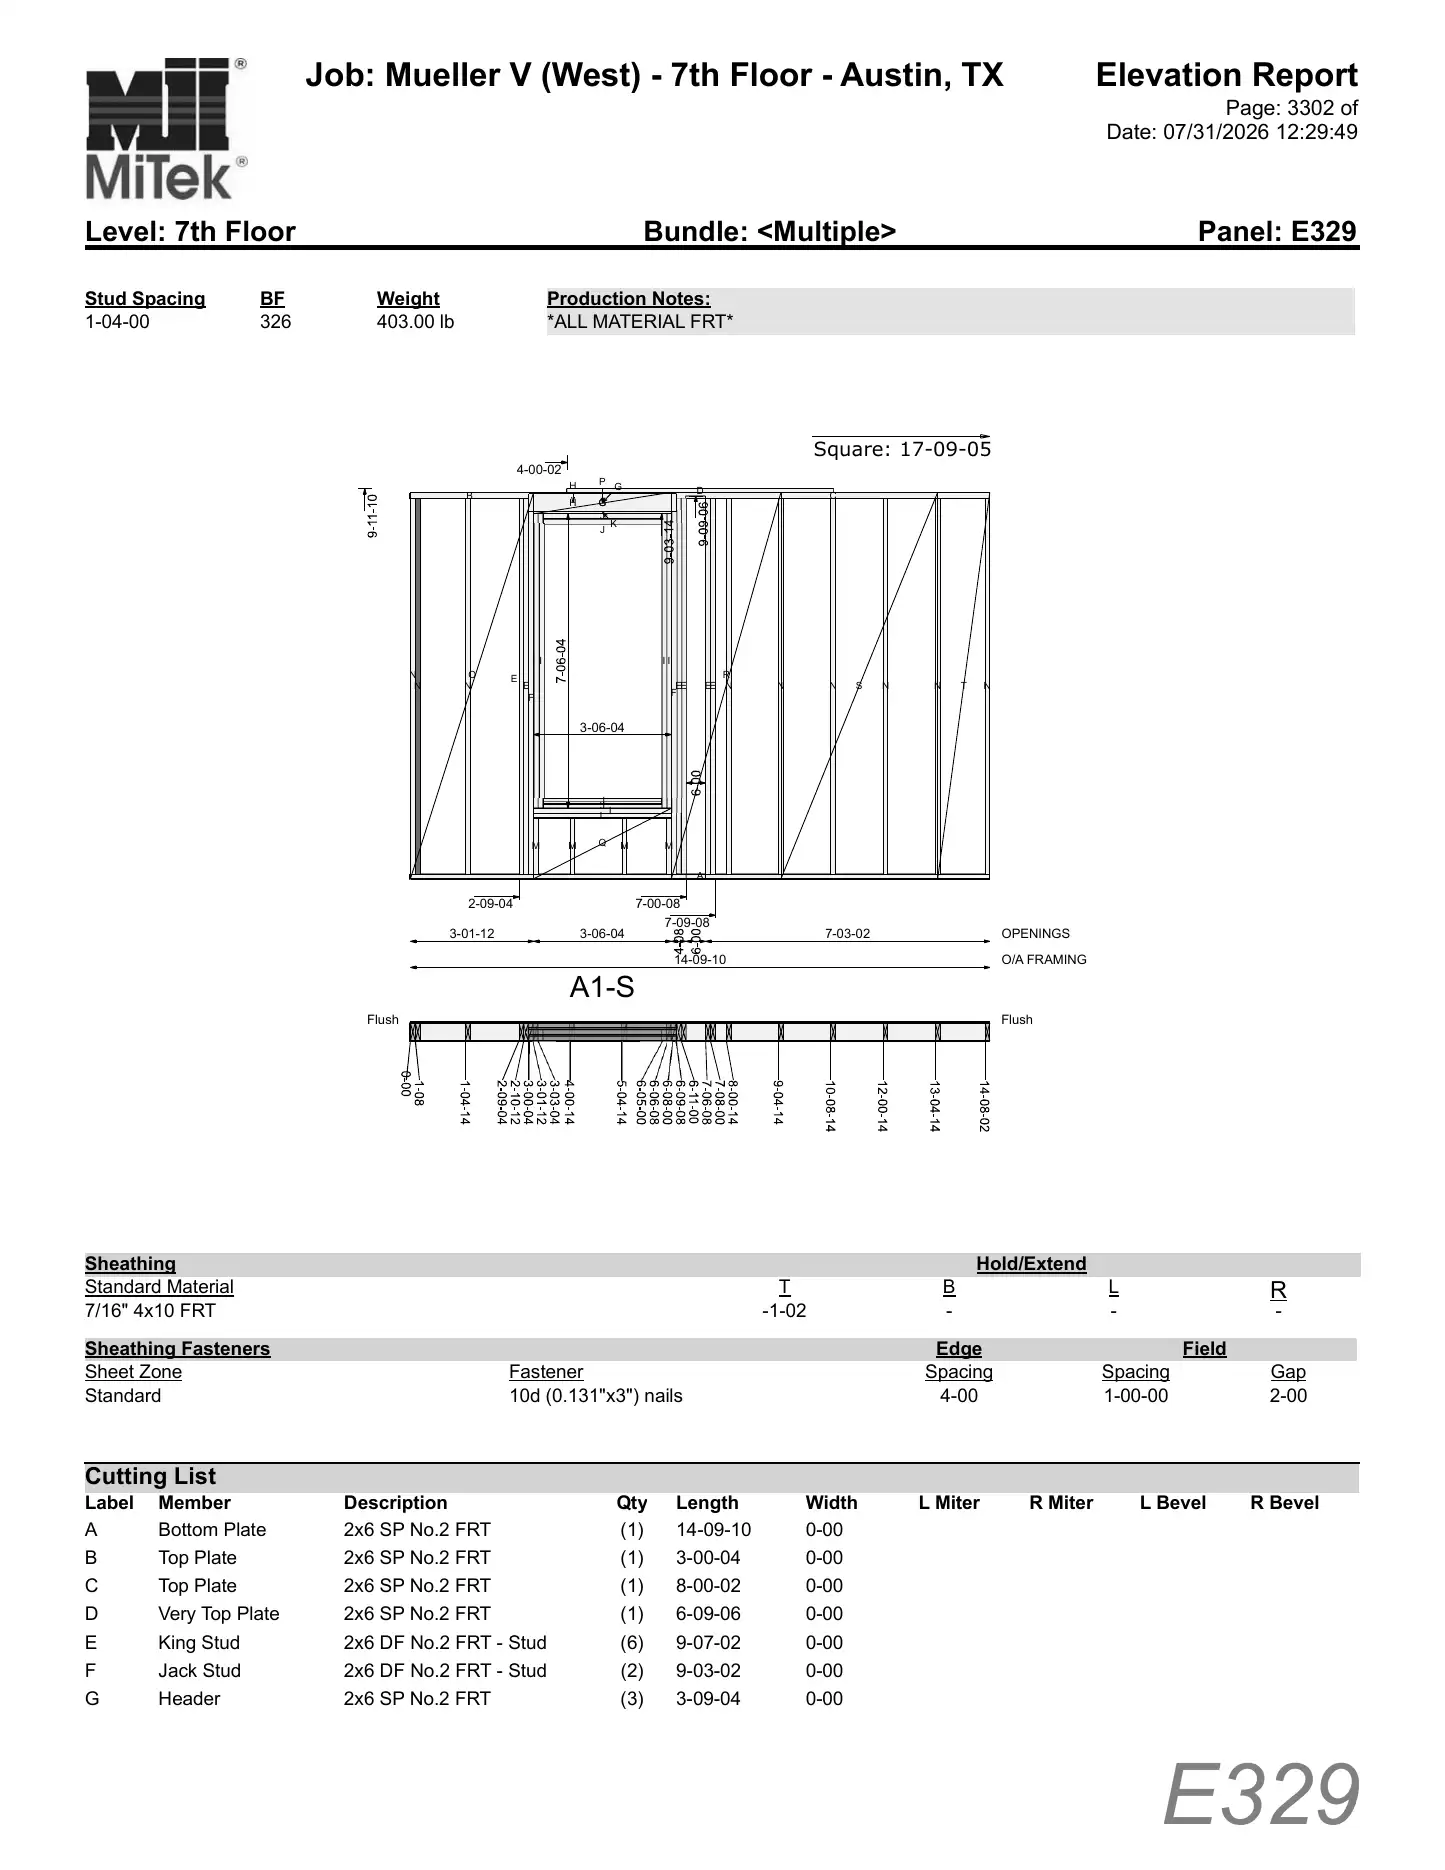 Job: Mueller V (West) - 7th Floor - Austin, TX
Elevation Report
Page: 3302 of
Date: 07/31/2026 12:29:49
MiTek®
Level: 7th Floor Bundle: <Multiple> Panel: E329
Stud Spacing BF Weight Production Notes:
1-04-00 326 403.00 lb *ALL MATERIAL FRT*
Square: 17-09-05
4-00-02
H P G D
9-11-10
H G
K
J
9-03-14
9-09-06
7-06-04
I I I
N O E R
N N E F F E E E E N N N S N N T N
3-06-04
6-00
M M Q M M
A
2-09-04 7-00-08
7-09-08
3-01-12 3-06-04 4-08 6-00 7-03-02 OPENINGS
14-09-10 O/A FRAMING
A1-S
Flush Flush
0-00 1-08 1-04-14 2-09-04 2-10-12 3-00-04 3-01-12 3-03-04 4-00-14 5-04-14 6-05-00 6-06-08 6-08-00 6-09-08 6-11-00 7-06-08 7-08-00 8-00-14 9-04-14 10-08-14 12-00-14 13-04-14 14-08-02
Sheathing Hold/Extend
Standard Material T B L R
7/16" 4x10 FRT -1-02 - - -
Sheathing Fasteners Edge Field
Sheet Zone Fastener Spacing Spacing Gap
Standard 10d (0.131"x3") nails 4-00 1-00-00 2-00
Cutting List
Label Member Description Qty Length Width L Miter R Miter L Bevel R Bevel
A Bottom Plate 2x6 SP No.2 FRT (1) 14-09-10 0-00
B Top Plate 2x6 SP No.2 FRT (1) 3-00-04 0-00
C Top Plate 2x6 SP No.2 FRT (1) 8-00-02 0-00
D Very Top Plate 2x6 SP No.2 FRT (1) 6-09-06 0-00
E King Stud 2x6 DF No.2 FRT - Stud (6) 9-07-02 0-00
F Jack Stud 2x6 DF No.2 FRT - Stud (2) 9-03-02 0-00
G Header 2x6 SP No.2 FRT (3) 3-09-04 0-00
E329